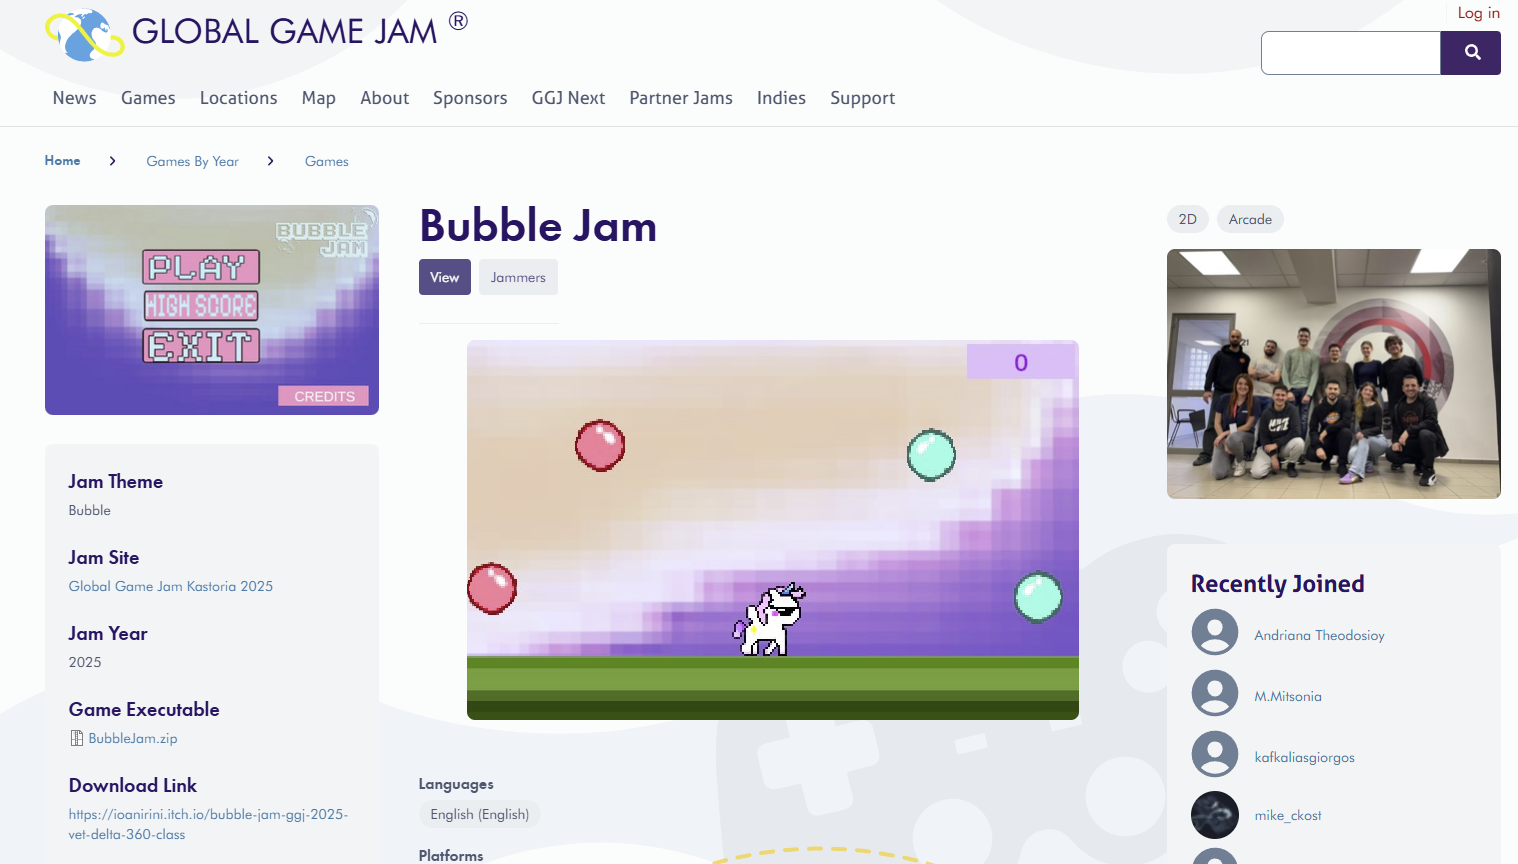 Log in
GLOBAL GAME JAM ®
News Games Locations Map About Sponsors GGJ Next Partner Jams Indies Support
Home > Games By Year > Games
BUBBLE
JAM
PLAY
HIGH SCORE
EXIT
CREDITS
Jam Theme
Bubble
Jam Site
Global Game Jam Kastoria 2025
Jam Year
2025
Game Executable
BubbleJam.zip
Download Link
https://ioanirini.itch.io/bubble-jam-ggj-2025-
vet-delta-360-class
Bubble Jam
View Jammers
0
Languages
English (English)
Platforms
2D Arcade
Recently Joined
Andriana Theodosioy
M.Mitsonia
kafkaliasgiorgos
mike_ckost